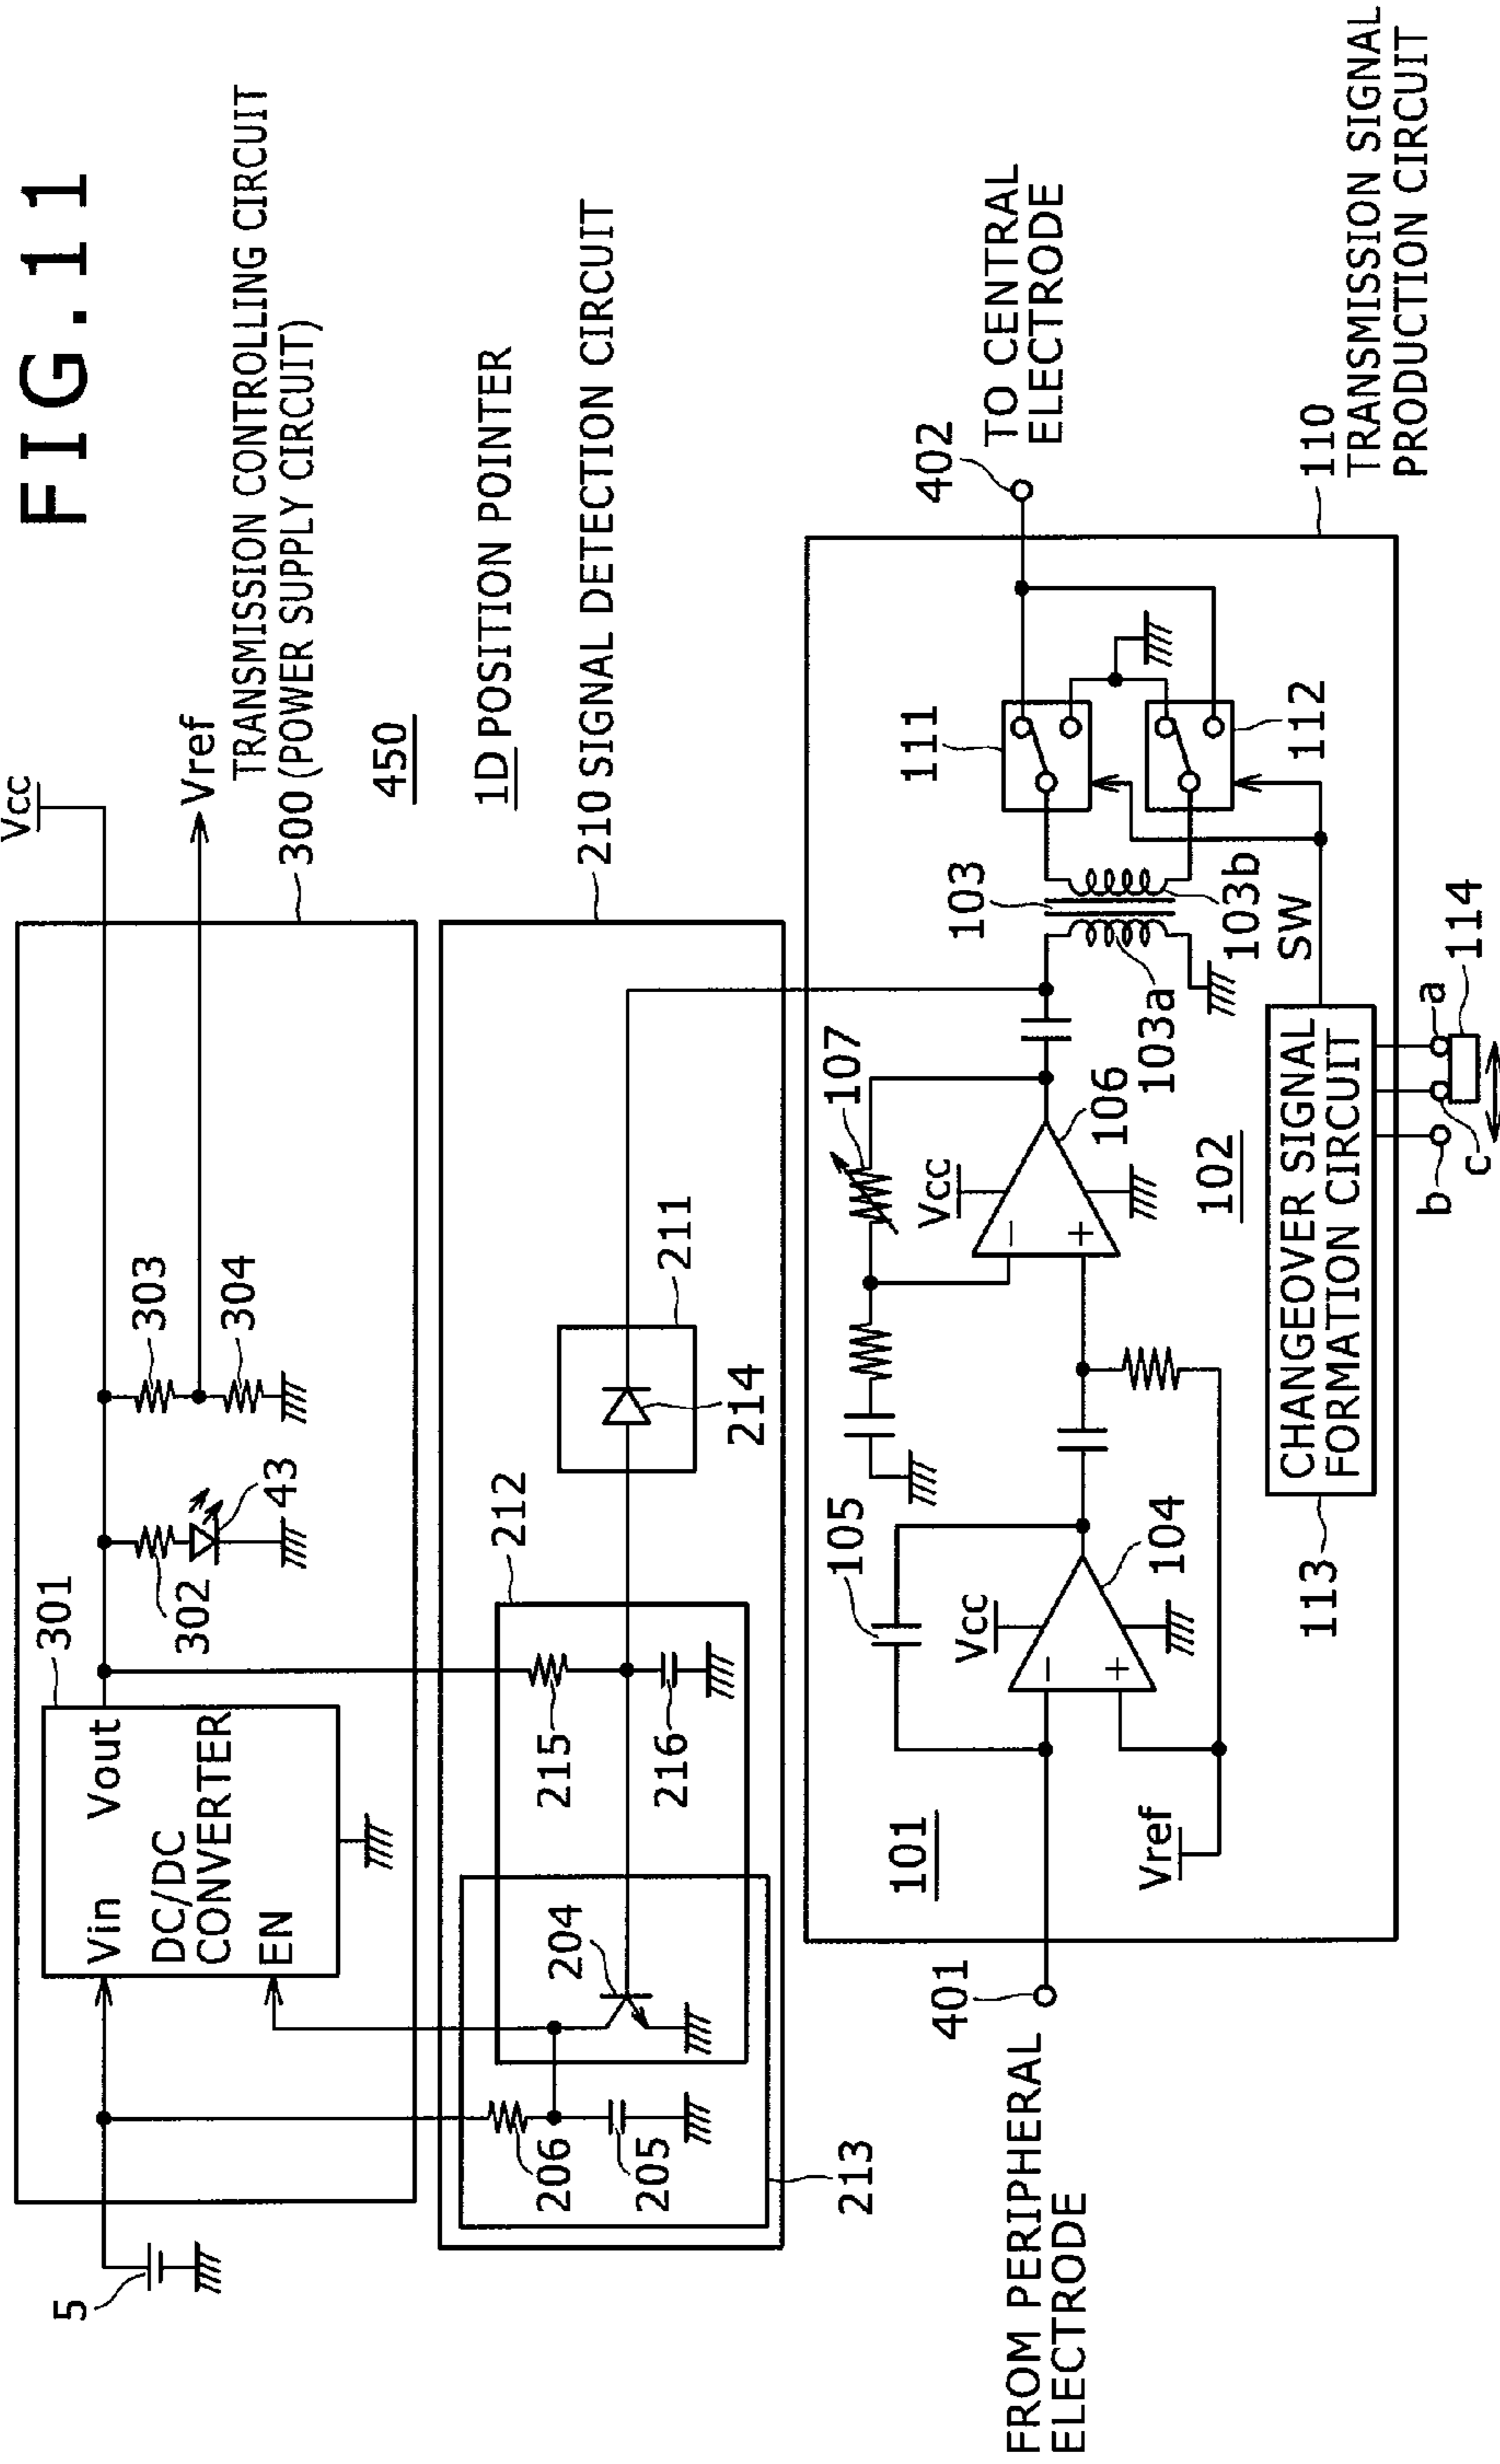 FIG. 11
Vcc
Vref
TRANSMISSION CONTROLLING CIRCUIT
300 (POWER SUPPLY CIRCUIT)
450
1D POSITION POINTER
210 SIGNAL DETECTION CIRCUIT
301
Vin
Vout
DC/DC
CONVERTER
EN
5
302
43
303
304
206
205
204
213
212
215
216
211
214
FROM PERIPHERAL
ELECTRODE
401
101
Vref
105
Vcc
−
+
104
107
Vcc
−
+
106
102
103
103a
103b
111
112
402
TO CENTRAL
ELECTRODE
SW
113
CHANGEOVER SIGNAL
FORMATION CIRCUIT
b
c
a
114
110
TRANSMISSION SIGNAL
PRODUCTION CIRCUIT